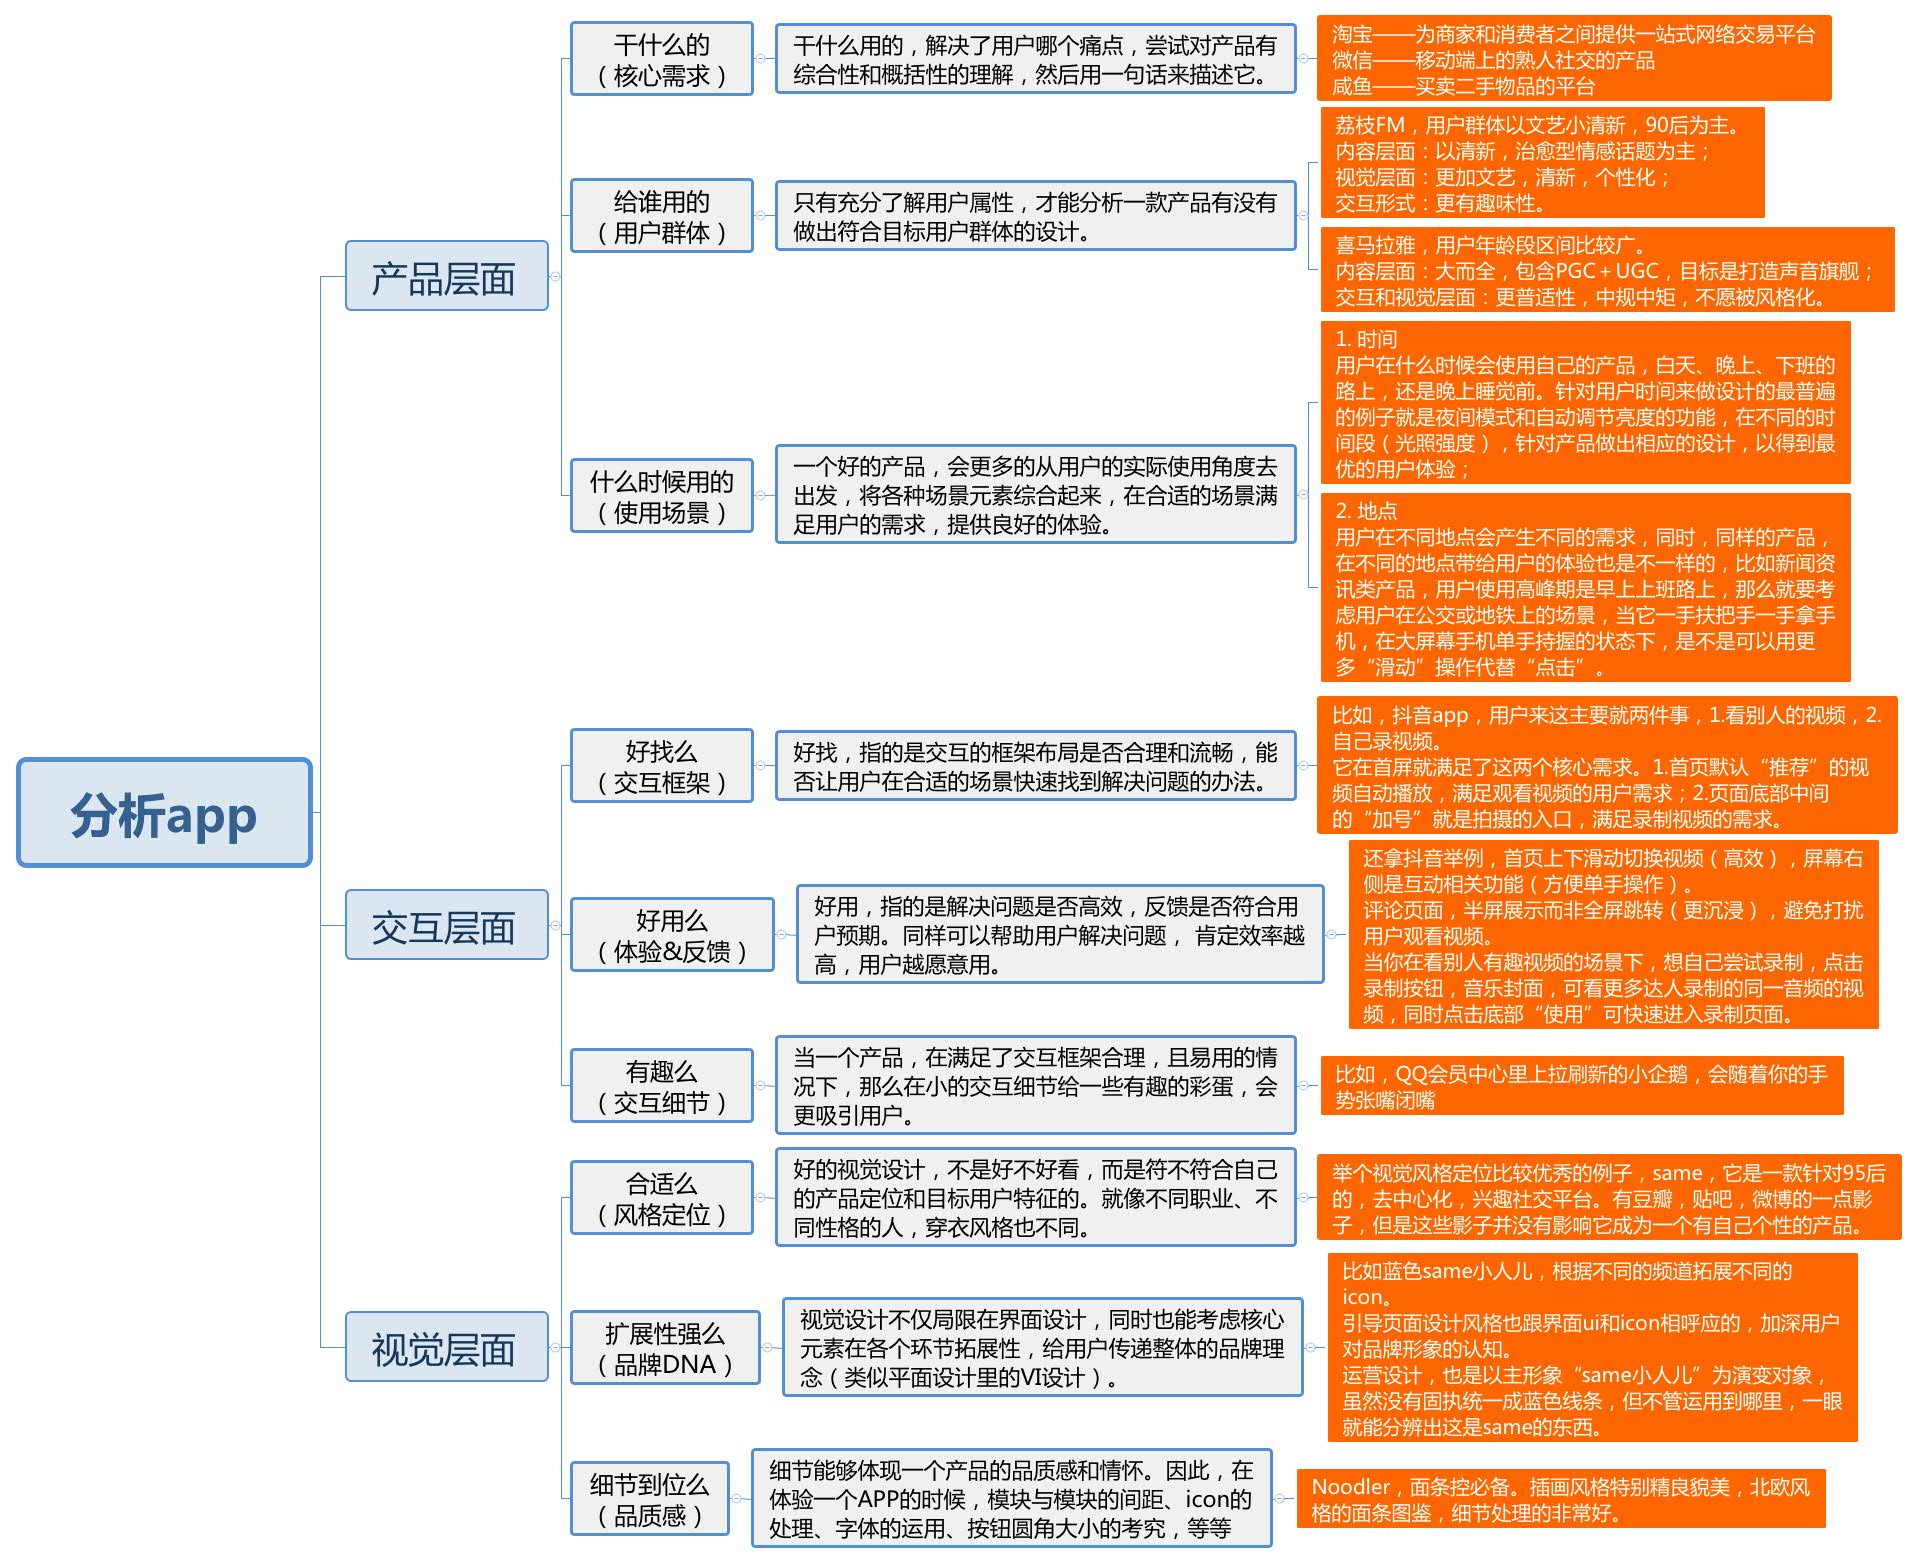 分析app
产品层面
干什么的
（核心需求）
干什么用的，解决了用户哪个痛点，尝试对产品有
综合性和概括性的理解，然后用一句话来描述它。
淘宝——为商家和消费者之间提供一站式网络交易平台
微信——移动端上的熟人社交的产品
咸鱼——买卖二手物品的平台
给谁用的
（用户群体）
只有充分了解用户属性，才能分析一款产品有没有
做出符合目标用户群体的设计。
荔枝FM，用户群体以文艺小清新，90后为主。
内容层面：以清新，治愈型情感话题为主；
视觉层面：更加文艺，清新，个性化；
交互形式：更有趣味性。
喜马拉雅，用户年龄段区间比较广。
内容层面：大而全，包含PGC＋UGC，目标是打造声音旗舰；
交互和视觉层面：更普适性，中规中矩，不愿被风格化。
什么时候用的
（使用场景）
一个好的产品，会更多的从用户的实际使用角度去
出发，将各种场景元素综合起来，在合适的场景满
足用户的需求，提供良好的体验。
1. 时间
用户在什么时候会使用自己的产品，白天、晚上、下班的
路上，还是晚上睡觉前。针对用户时间来做设计的最普遍
的例子就是夜间模式和自动调节亮度的功能，在不同的时
间段（光照强度），针对产品做出相应的设计，以得到最
优的用户体验；
2. 地点
用户在不同地点会产生不同的需求，同时，同样的产品，
在不同的地点带给用户的体验也是不一样的，比如新闻资
讯类产品，用户使用高峰期是早上上班路上，那么就要考
虑用户在公交或地铁上的场景，当它一手扶把手一手拿手
机，在大屏幕手机单手持握的状态下，是不是可以用更
多“滑动”操作代替“点击”。
交互层面
好找么
（交互框架）
好找，指的是交互的框架布局是否合理和流畅，能
否让用户在合适的场景快速找到解决问题的办法。
比如，抖音app，用户来这主要就两件事，1.看别人的视频，2.
自己录视频。
它在首屏就满足了这两个核心需求。1.首页默认“推荐”的视
频自动播放，满足观看视频的用户需求；2.页面底部中间
的“加号”就是拍摄的入口，满足录制视频的需求。
好用么
（体验&反馈）
好用，指的是解决问题是否高效，反馈是否符合用
户预期。同样可以帮助用户解决问题， 肯定效率越
高，用户越愿意用。
还拿抖音举例，首页上下滑动切换视频（高效），屏幕右
侧是互动相关功能（方便单手操作）。
评论页面，半屏展示而非全屏跳转（更沉浸），避免打扰
用户观看视频。
当你在看别人有趣视频的场景下，想自己尝试录制，点击
录制按钮，音乐封面，可看更多达人录制的同一音频的视
频，同时点击底部“使用”可快速进入录制页面。
有趣么
（交互细节）
当一个产品，在满足了交互框架合理，且易用的情
况下，那么在小的交互细节给一些有趣的彩蛋，会
更吸引用户。
比如，QQ会员中心里上拉刷新的小企鹅，会随着你的手
势张嘴闭嘴
视觉层面
合适么
（风格定位）
好的视觉设计，不是好不好看，而是符不符合自己
的产品定位和目标用户特征的。就像不同职业、不
同性格的人，穿衣风格也不同。
举个视觉风格定位比较优秀的例子，same，它是一款针对95后
的，去中心化，兴趣社交平台。有豆瓣，贴吧，微博的一点影
子，但是这些影子并没有影响它成为一个有自己个性的产品。
扩展性强么
（品牌DNA）
视觉设计不仅局限在界面设计，同时也能考虑核心
元素在各个环节拓展性，给用户传递整体的品牌理
念（类似平面设计里的VI设计）。
比如蓝色same小人儿，根据不同的频道拓展不同的
icon。
引导页面设计风格也跟界面ui和icon相呼应的，加深用户
对品牌形象的认知。
运营设计，也是以主形象“same小人儿”为演变对象，
虽然没有固执统一成蓝色线条，但不管运用到哪里，一眼
就能分辨出这是same的东西。
细节到位么
（品质感）
细节能够体现一个产品的品质感和情怀。因此，在
体验一个APP的时候，模块与模块的间距、icon的
处理、字体的运用、按钮圆角大小的考究，等等
Noodler，面条控必备。插画风格特别精良貌美，北欧风
格的面条图鉴，细节处理的非常好。